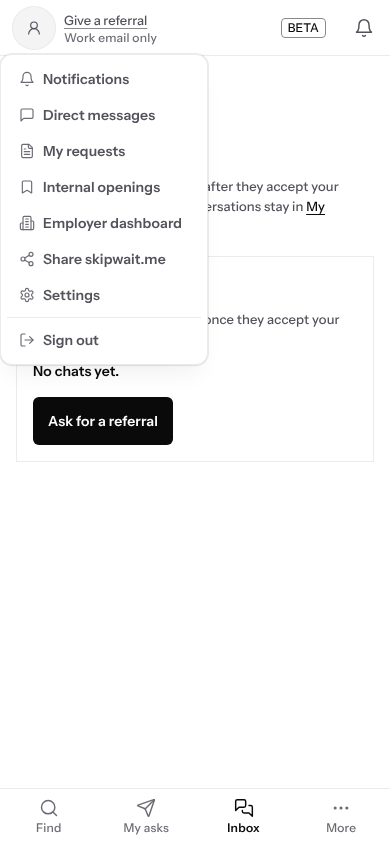 Give a referral
Work email only
BETA
Notifications
Direct messages
My requests
Internal openings
Employer dashboard
Share skipwait.me
Settings
Sign out
after they accept your
ersations stay in My
once they accept your
No chats yet.
Ask for a referral
Find
My asks
Inbox
More